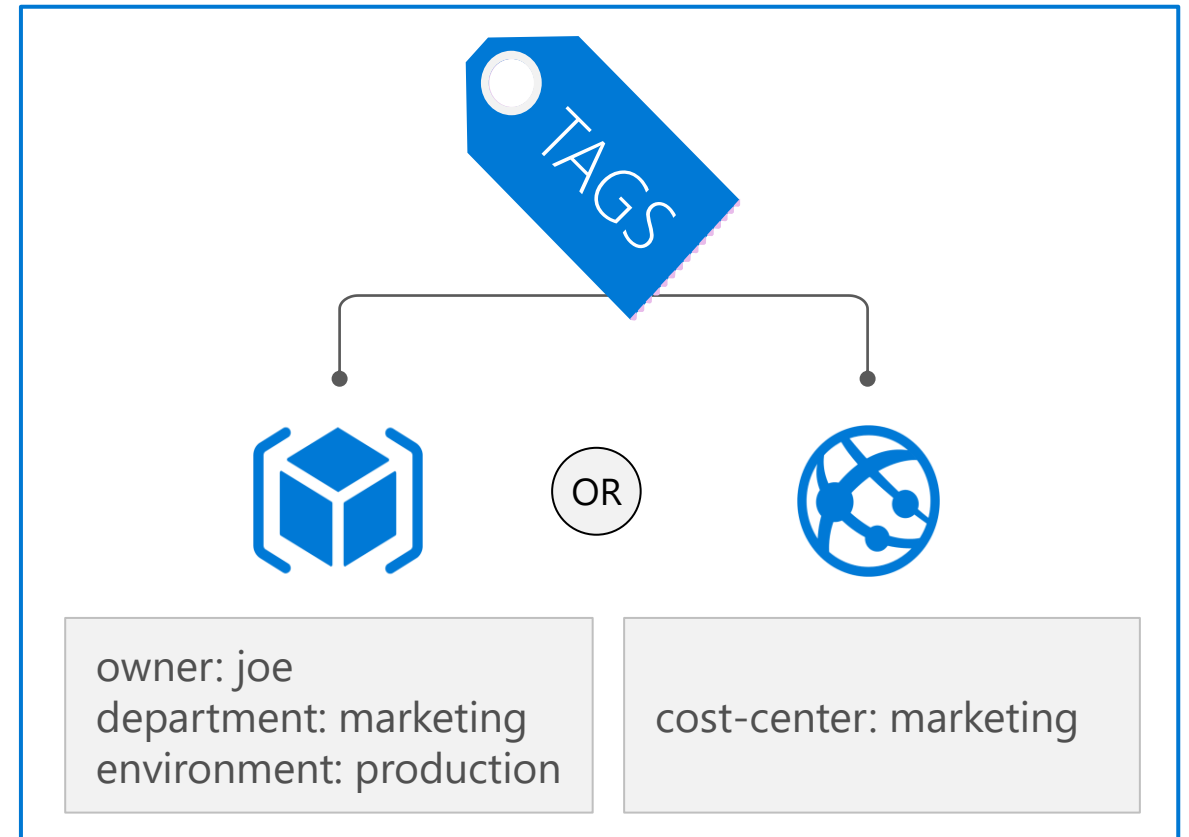 TAGS
OR
owner: joe
department: marketing
environment: production
cost-center: marketing